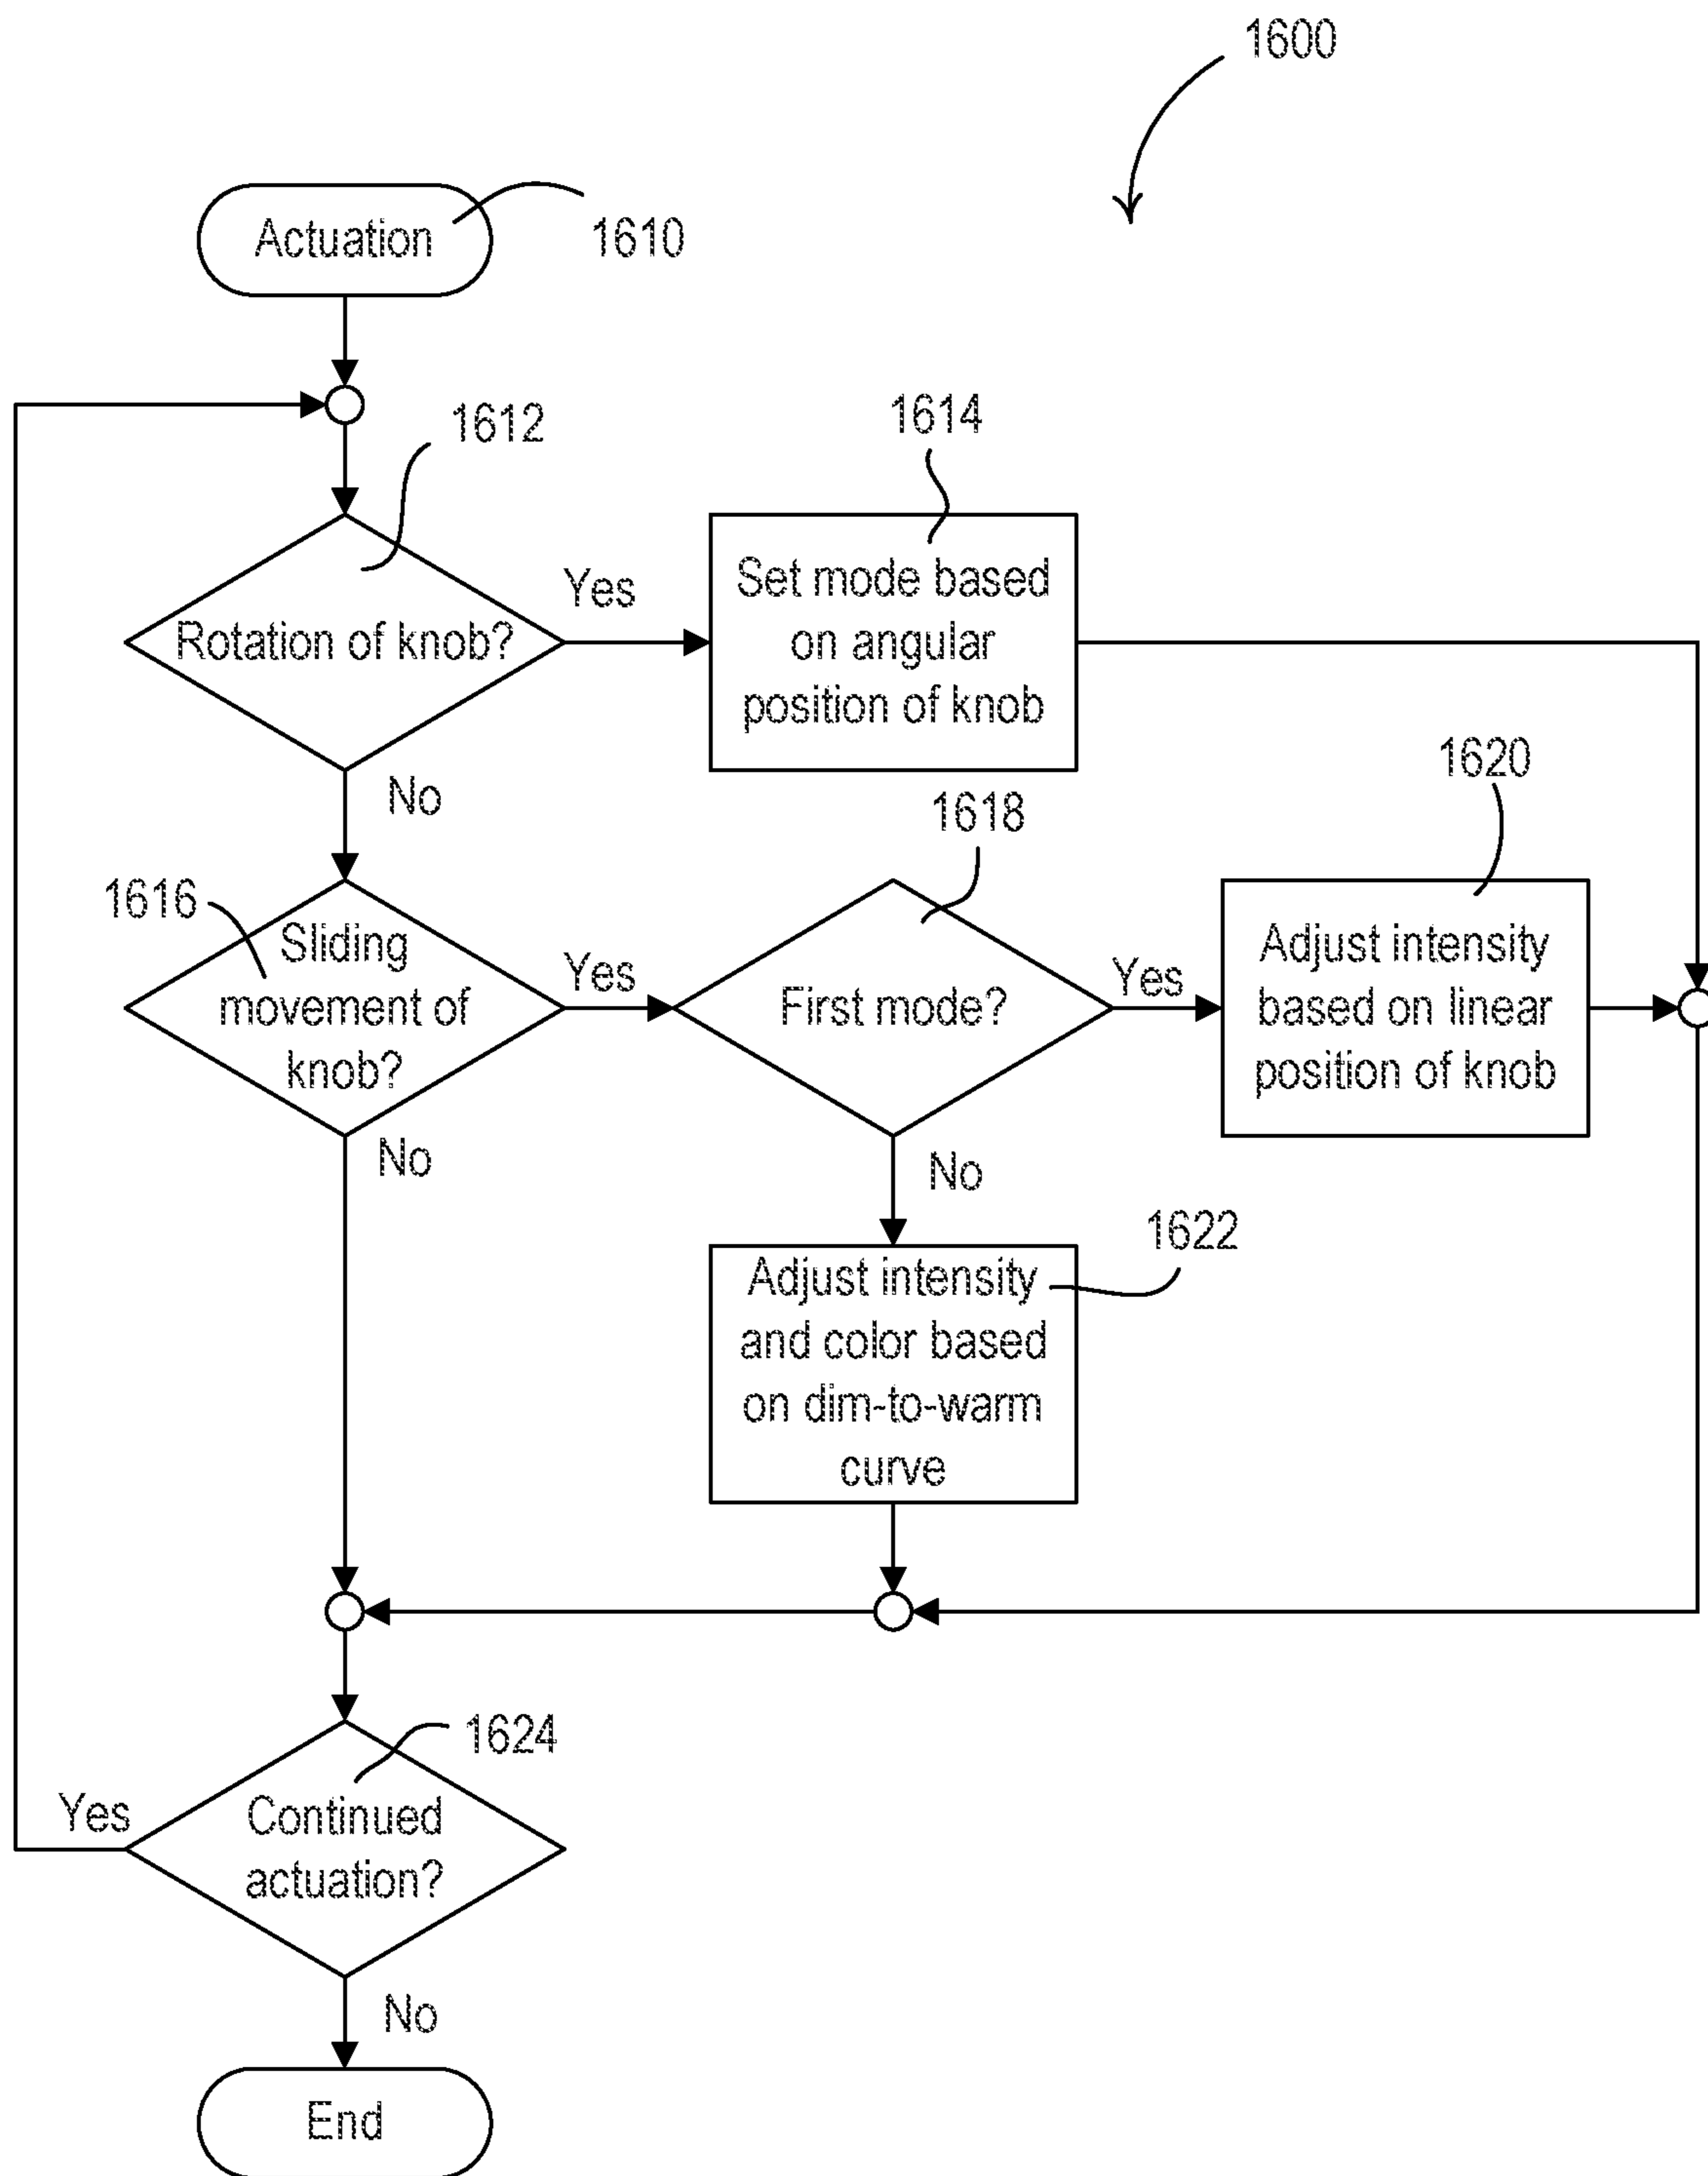 1600
Actuation
1610
1612
1614
Rotation of knob?
Yes
Set mode based
on angular
position of knob
No
1616
Sliding
movement of
knob?
Yes
1618
First mode?
Yes
1620
Adjust intensity
based on linear
position of knob
No
No
1622
Adjust intensity
and color based
on dim-to-warm
curve
1624
Continued
actuation?
Yes
No
End